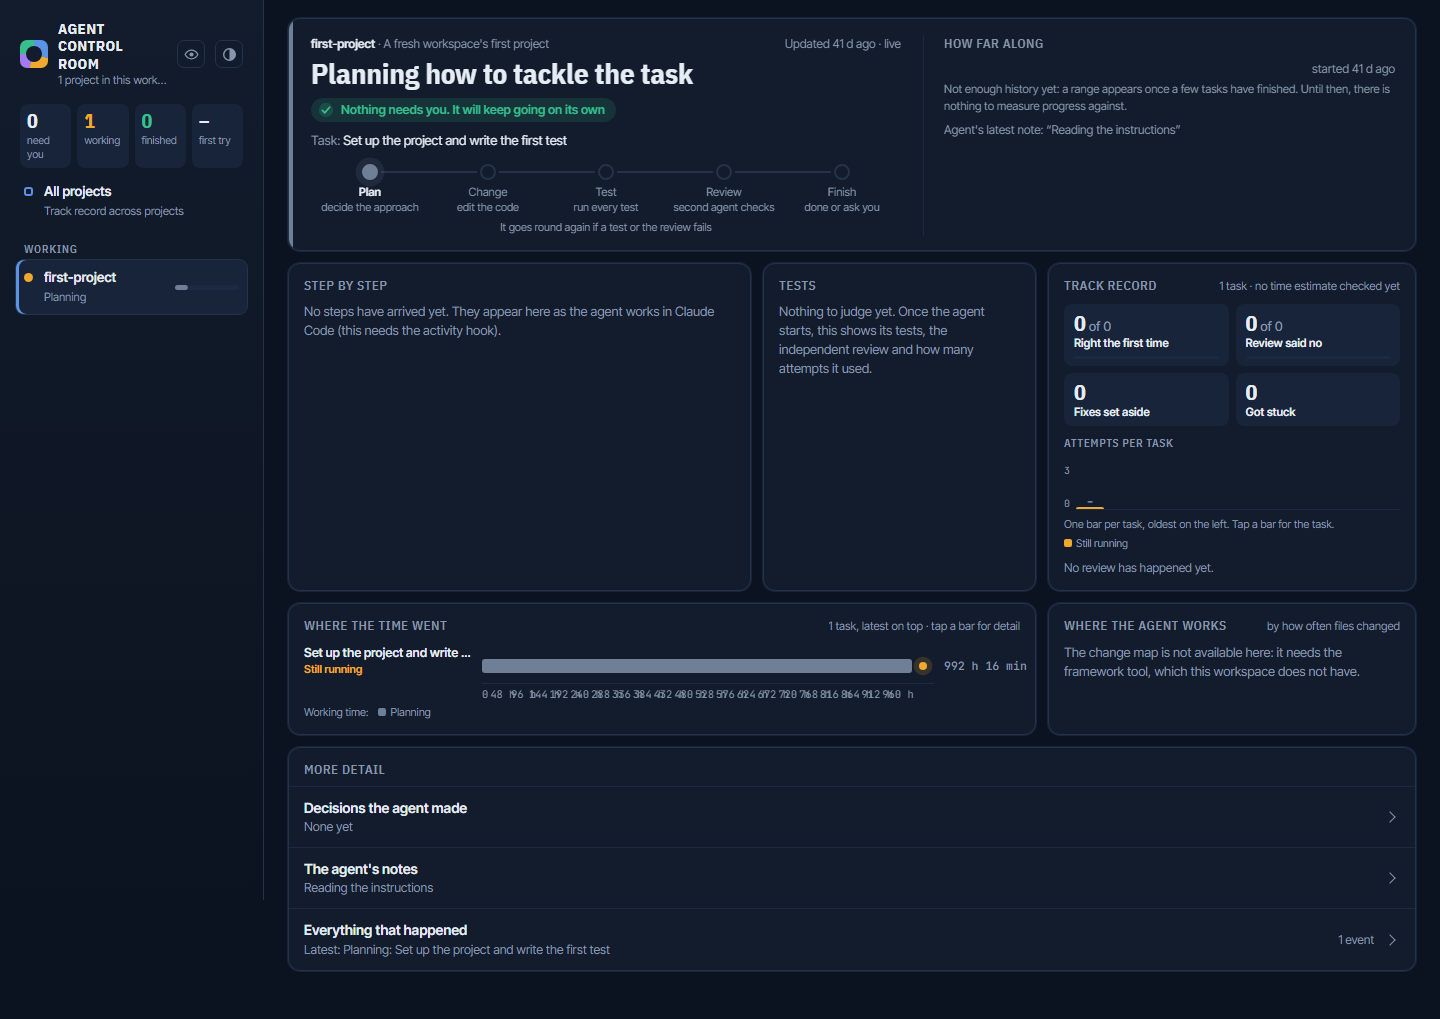 AGENT
CONTROL
ROOM
1 project in this work...
0
need
you
1
working
0
finished
–
first try
All projects
Track record across projects
WORKING
first-project
Planning
first-project · A fresh workspace's first project
Updated 41 d ago · live
Planning how to tackle the task
Nothing needs you. It will keep going on its own
Task: Set up the project and write the first test
Plan
decide the approach
Change
edit the code
Test
run every test
Review
second agent checks
Finish
done or ask you
It goes round again if a test or the review fails
HOW FAR ALONG
started 41 d ago
Not enough history yet: a range appears once a few tasks have finished. Until then, there is
nothing to measure progress against.
Agent's latest note: “Reading the instructions”
STEP BY STEP
No steps have arrived yet. They appear here as the agent works in Claude
Code (this needs the activity hook).
TESTS
Nothing to judge yet. Once the agent
starts, this shows its tests, the
independent review and how many
attempts it used.
TRACK RECORD
1 task · no time estimate checked yet
0 of 0
Right the first time
0 of 0
Review said no
0
Fixes set aside
0
Got stuck
ATTEMPTS PER TASK
3
0
–
One bar per task, oldest on the left. Tap a bar for the task.
Still running
No review has happened yet.
WHERE THE TIME WENT
1 task, latest on top · tap a bar for detail
Set up the project and write ...
Still running
992 h 16 min
0 48 h
Working time:
Planning
WHERE THE AGENT WORKS
by how often files changed
The change map is not available here: it needs the
framework tool, which this workspace does not have.
MORE DETAIL
Decisions the agent made
None yet
The agent's notes
Reading the instructions
Everything that happened
Latest: Planning: Set up the project and write the first test
1 event